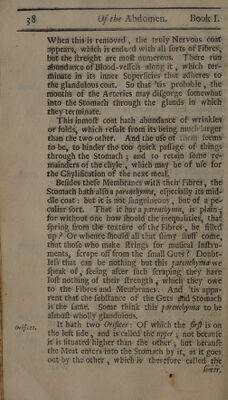 38 Of the Abdomen. Book I.
When this is removed, the truly Nervous coat
appears, which is endued with all sorts of Fibres,
but the streight are most numerous. There run
abundance of Blood-vessels along it, which ter-
minate in its inner Superficies that adheres to
the glandulous coat. So that 'tis probable, the
mouths of the Arteries may disgorge somewhat
into the Stomach through the glands in which
they terminate.
This inmost coat hath abundance of wrinkles
or folds, which result from its being much larger
than the two other. And the use of them seems
to be, to hinder the too quick passage of things
through the Stomach; and to retain some re-
mainders of the chyle, which may be of use for
the Chylification of the next meal.
Besides these Membranes with their Fibres, the
Stomach hath also a parenchyma, especially its mid-
dle coat: but it is not sanguineous, but of a pe-
culiar sort. That it has a parenchyma, is plain;
for without one how should the inequalities, that
spring from the texture of the Fibres, be filled
up? Or whence should all that slimy stuff come,
that those who make strings for musical Instru-
ments, scrape off from the small Guts? Doubt-
less that can be nothing but this parenchyma we
speak of, seeing after such scraping they have
lost nothing of their strength, which they owe
to the Fibres and Membranes. And 'tis appa-
rent that the substance of the Guts and Stomach
is the same. Some think this parenchyma to be
almost wholly glandulous.
Orifices. It hath two Orifices: Of which the first is on
the left side, and is called the upper, not because
it is situated higher than the other, but because
the Meat enters into the Stomach by it, as it goes
out by the other, which is therefore called the
lower,